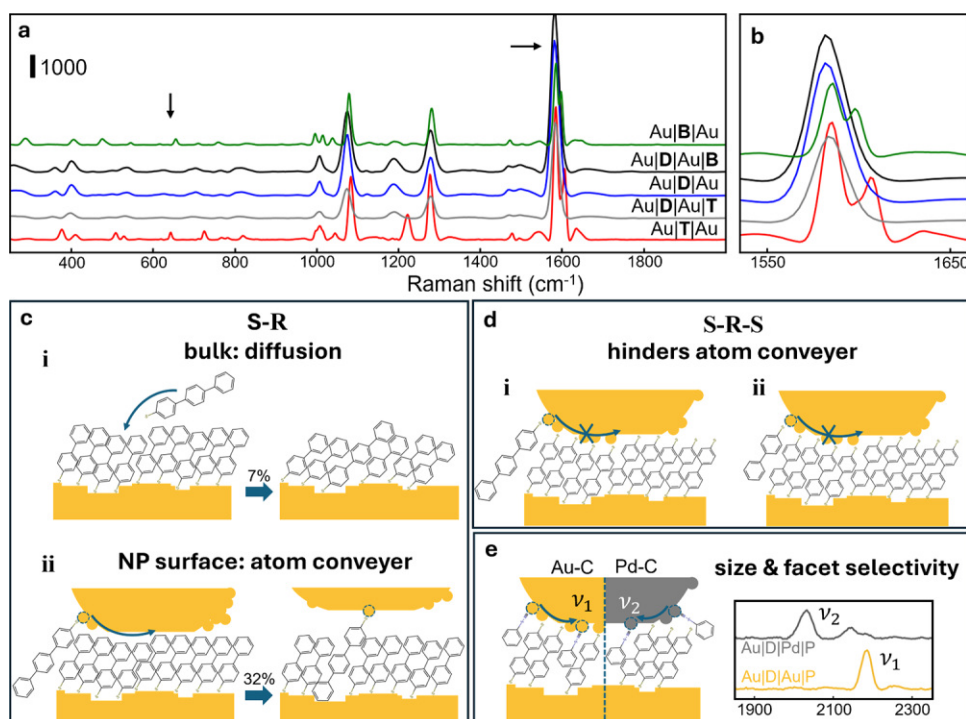 a
1000
Au|B|Au
Au|D|Au|B
Au|D|Au
Au|D|Au|T
Au|T|Au
400 600 800 1000 1200 1400 1600 1800
Raman shift (cm-1)
b
1550 1650
c
S-R
bulk: diffusion
i
7%
NP surface: atom conveyer
ii
32%
d
S-R-S
hinders atom conveyer
i ii
e
Au-C Pd-C
ν1 ν2
size & facet selectivity
ν2
Au|D|Pd|P
ν1
Au|D|Au|P
1900 2100 2300